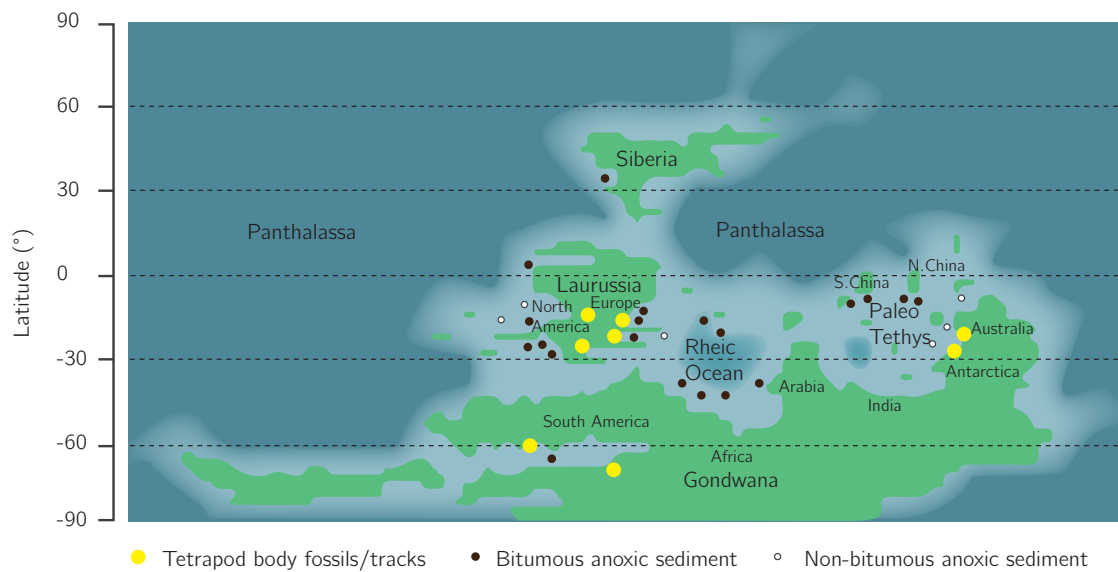 90
60
30
0
-30
-60
-90
Latitude (°)
Siberia
Panthalassa
Panthalassa
N.China
S.China
Laurussia
Europe
North
America
Paleo
Tethys
Australia
Rheic
Ocean
Antarctica
Arabia
India
South America
Africa
Gondwana
Tetrapod body fossils/tracks
Bitumous anoxic sediment
Non-bitumous anoxic sediment